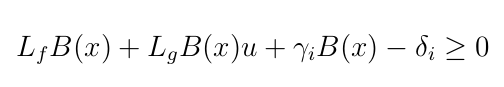 L_f B(x) + L_g B(x)u + γ_i B(x) − δ_i ≥ 0